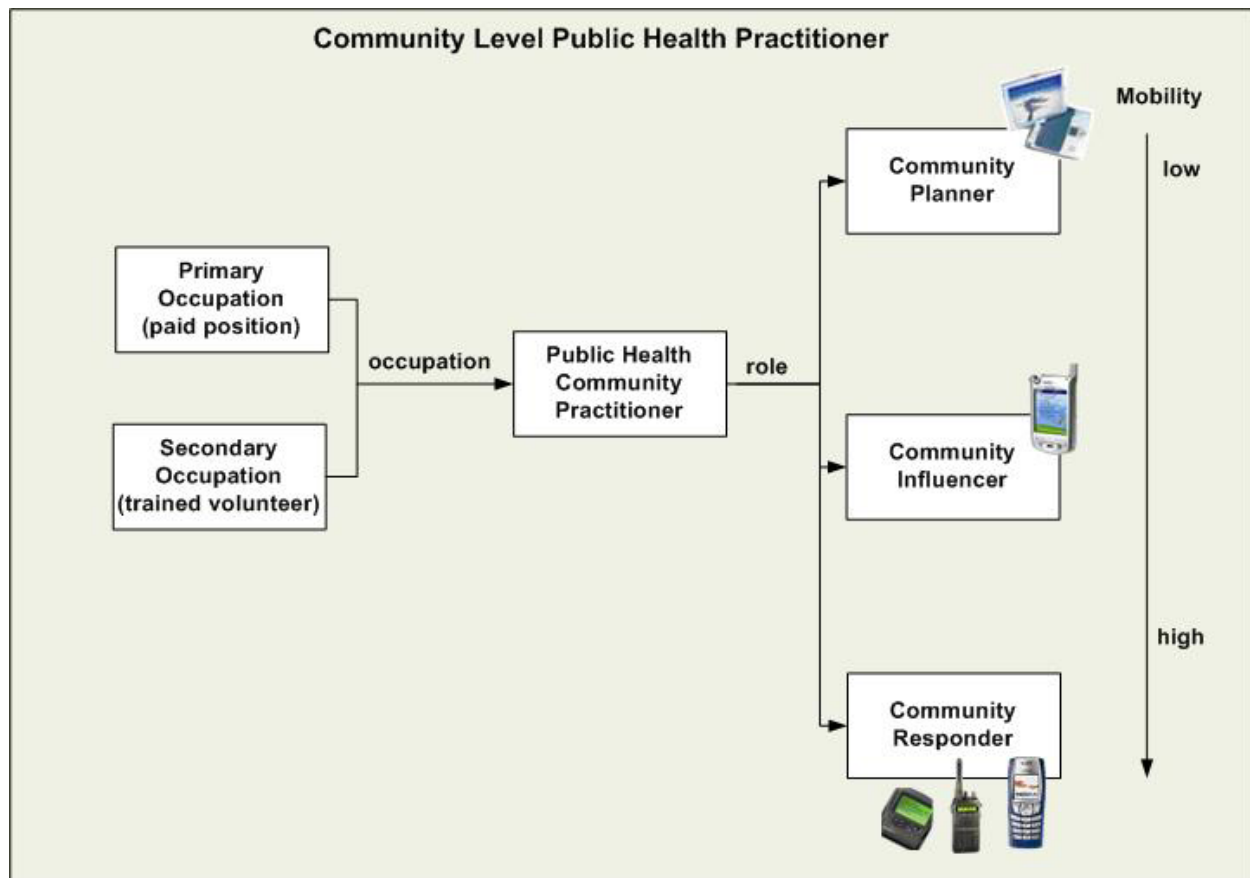 Community Level Public Health Practitioner
Mobility
low
Community
Planner
Primary
Occupation
(paid position)
occupation
Public Health
Community
Practitioner
role
Secondary
Occupation
(trained volunteer)
Community
Influencer
high
Community
Responder